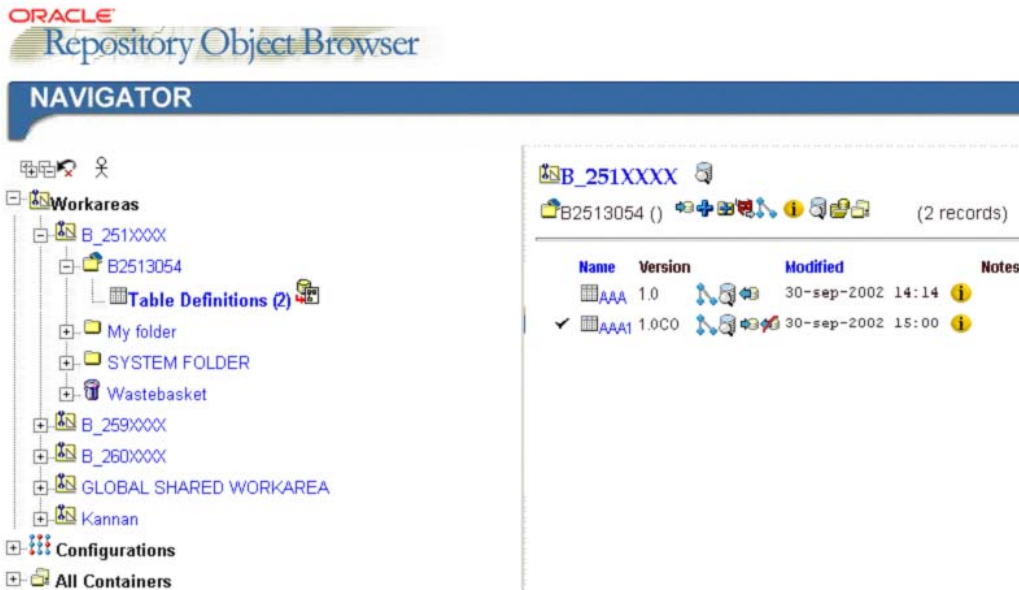 ORACLE
Repository Object Browser
NAVIGATOR
Workareas
B_251XXXX
B2513054
Table Definitions (2)
My folder
SYSTEM FOLDER
Wastebasket
B_259XXXX
B_260XXXX
GLOBAL SHARED WORKAREA
Kannan
Configurations
All Containers
B_251XXXX
B2513054 () (2 records)
Name Version Modified Notes
AAA 1.0 30-sep-2002 14:14
AAA1 1.0C0 30-sep-2002 15:00